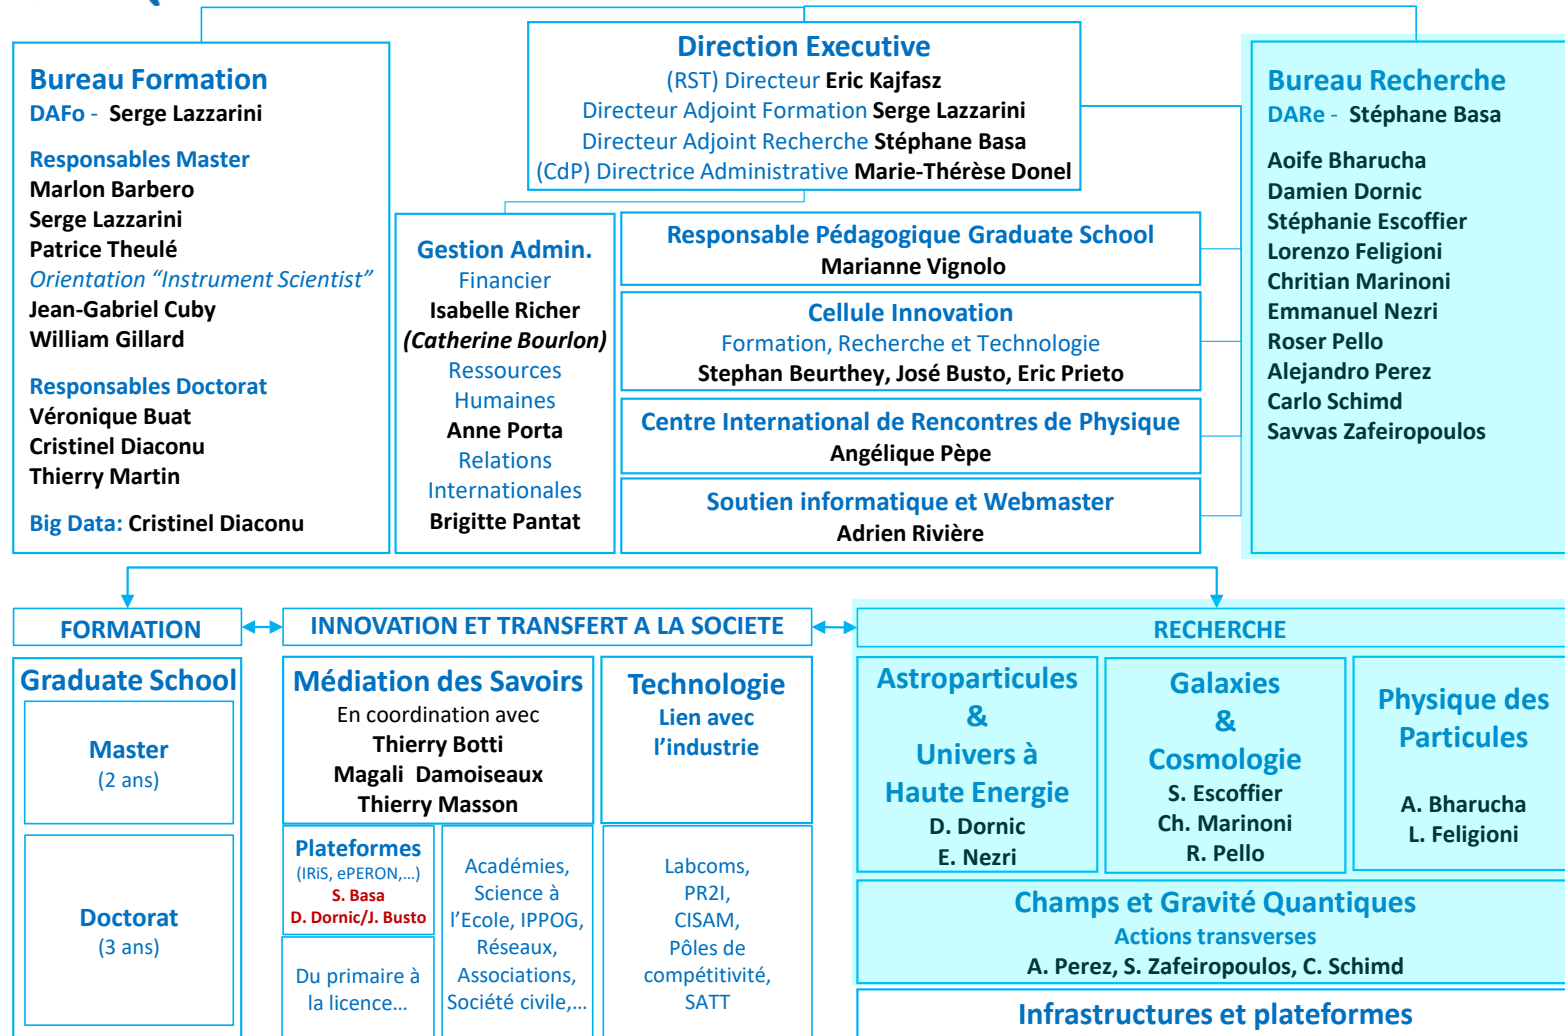 Direction Executive
(RST) Directeur Eric Kajfasz
Directeur Adjoint Formation Serge Lazzarini
Directeur Adjoint Recherche Stéphane Basa
(CdP) Directrice Administrative Marie-Thérèse Donel
Bureau Formation
DAFo - Serge Lazzarini
Responsables Master
Marlon Barbero
Serge Lazzarini
Patrice Theulé
Orientation “Instrument Scientist”
Jean-Gabriel Cuby
William Gillard
Responsables Doctorat
Véronique Buat
Cristinel Diaconu
Thierry Martin
Big Data: Cristinel Diaconu
Gestion Admin.
Financier
Isabelle Richer
(Catherine Bourlon)
Ressources
Humaines
Anne Porta
Relations
Internationales
Brigitte Pantat
Responsable Pédagogique Graduate School
Marianne Vignolo
Cellule Innovation
Formation, Recherche et Technologie
Stephan Beurthey, José Busto, Eric Prieto
Centre International de Rencontres de Physique
Angélique Pèpe
Soutien informatique et Webmaster
Adrien Rivière
Bureau Recherche
DARe - Stéphane Basa
Aoife Bharucha
Damien Dornic
Stéphanie Escoffier
Lorenzo Feligioni
Chritian Marinoni
Emmanuel Nezri
Roser Pello
Alejandro Perez
Carlo Schimd
Savvas Zafeiropoulos
FORMATION
INNOVATION ET TRANSFERT A LA SOCIETE
RECHERCHE
Graduate School
Master
(2 ans)
Doctorat
(3 ans)
Médiation des Savoirs
En coordination avec
Thierry Botti
Magali Damoiseaux
Thierry Masson
Plateformes
(IRiS, ePERON,…)
S. Basa
D. Dornic/J. Busto
Du primaire à
la licence…
Académies,
Science à
l’Ecole, IPPOG,
Réseaux,
Associations,
Société civile,…
Technologie
Lien avec
l’industrie
Labcoms,
PR2I,
CISAM,
Pôles de
compétitivité,
SATT
Astroparticules
&
Univers à
Haute Energie
D. Dornic
E. Nezri
Galaxies
&
Cosmologie
S. Escoffier
Ch. Marinoni
R. Pello
Physique des
Particules
A. Bharucha
L. Feligioni
Champs et Gravité Quantiques
Actions transverses
A. Perez, S. Zafeiropoulos, C. Schimd
Infrastructures et plateformes